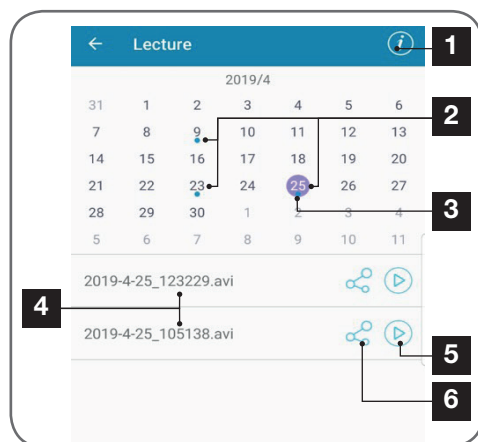 ← Lecture i 1
2019/4
31 1 2 3 4 5 6
7 8 9 10 11 12 13 2
14 15 16 17 18 19 20
21 22 23 24 25 26 27
28 29 30 1 2 3 4 3
5 6 7 8 9 10 11
2019-4-25_123229.avi
4
2019-4-25_105138.avi
5
6